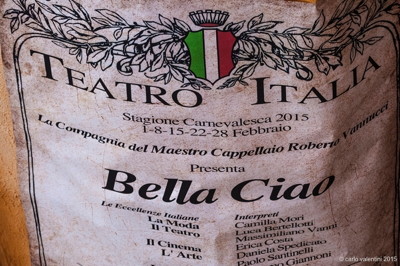 TEATRO ITALIA
Stagione Carnevalesca 2015
1-8-15-22-28 Febbraio
La Compagnia del Maestro Cappellaio Roberto Vannucci
Presenta
Bella Ciao
Le Eccellenze Italiane
La Moda
Il Teatro
Il Cinema
L' Arte
Interpreti
Camilla Mori
Luca Bertellotti
Massimiliano Vanni
Erica Costa
Daniela Spedicato
Paolo Santinelli
Giannoni
© carlo valentini 2015